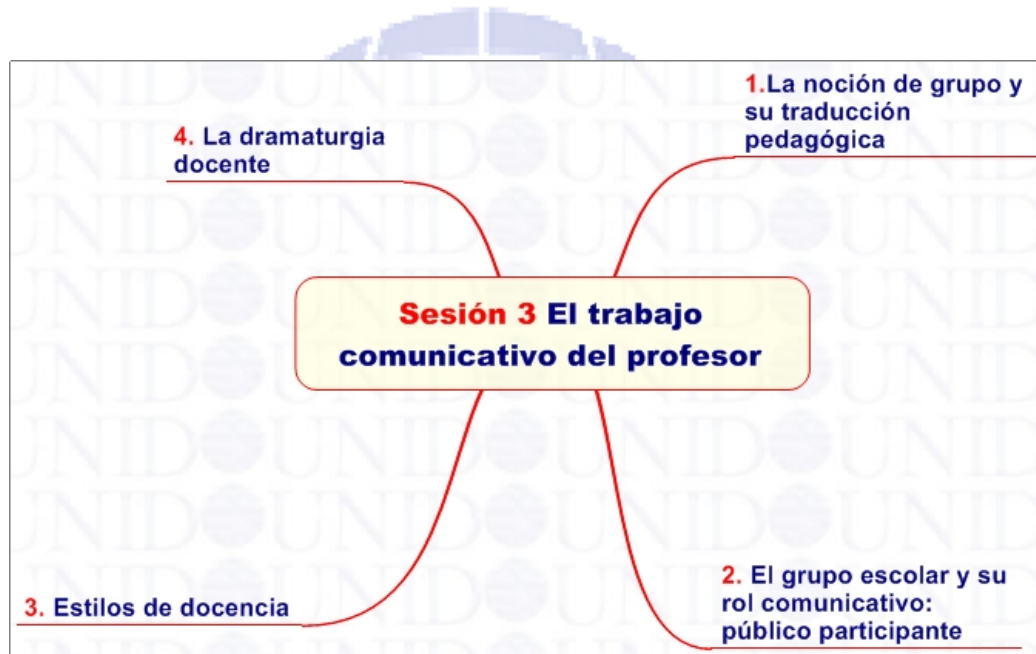 Sesión 3 El trabajo
comunicativo del profesor
1.La noción de grupo y
su traducción
pedagógica
2. El grupo escolar y su
rol comunicativo:
público participante
3. Estilos de docencia
4. La dramaturgia
docente
UNID